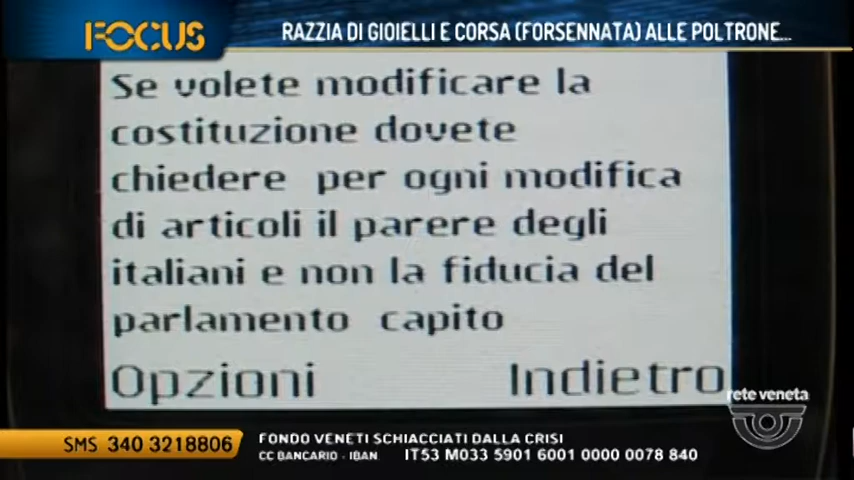 FOCUS
RAZZIA DI GIOIELLI E CORSA (FORSENNATA) ALLE POLTRONE...
Se volete modificare la
costituzione dovete
chiedere per ogni modifica
di articoli il parere degli
italiani e non la fiducia del
parlamento capito
Opzioni Indietro
rete veneta
SMS 340 3218806
FONDO VENETI SCHIACCIATI DALLA CRISI
CC BANCARIO - IBAN IT53 M033 5901 6001 0000 0078 840